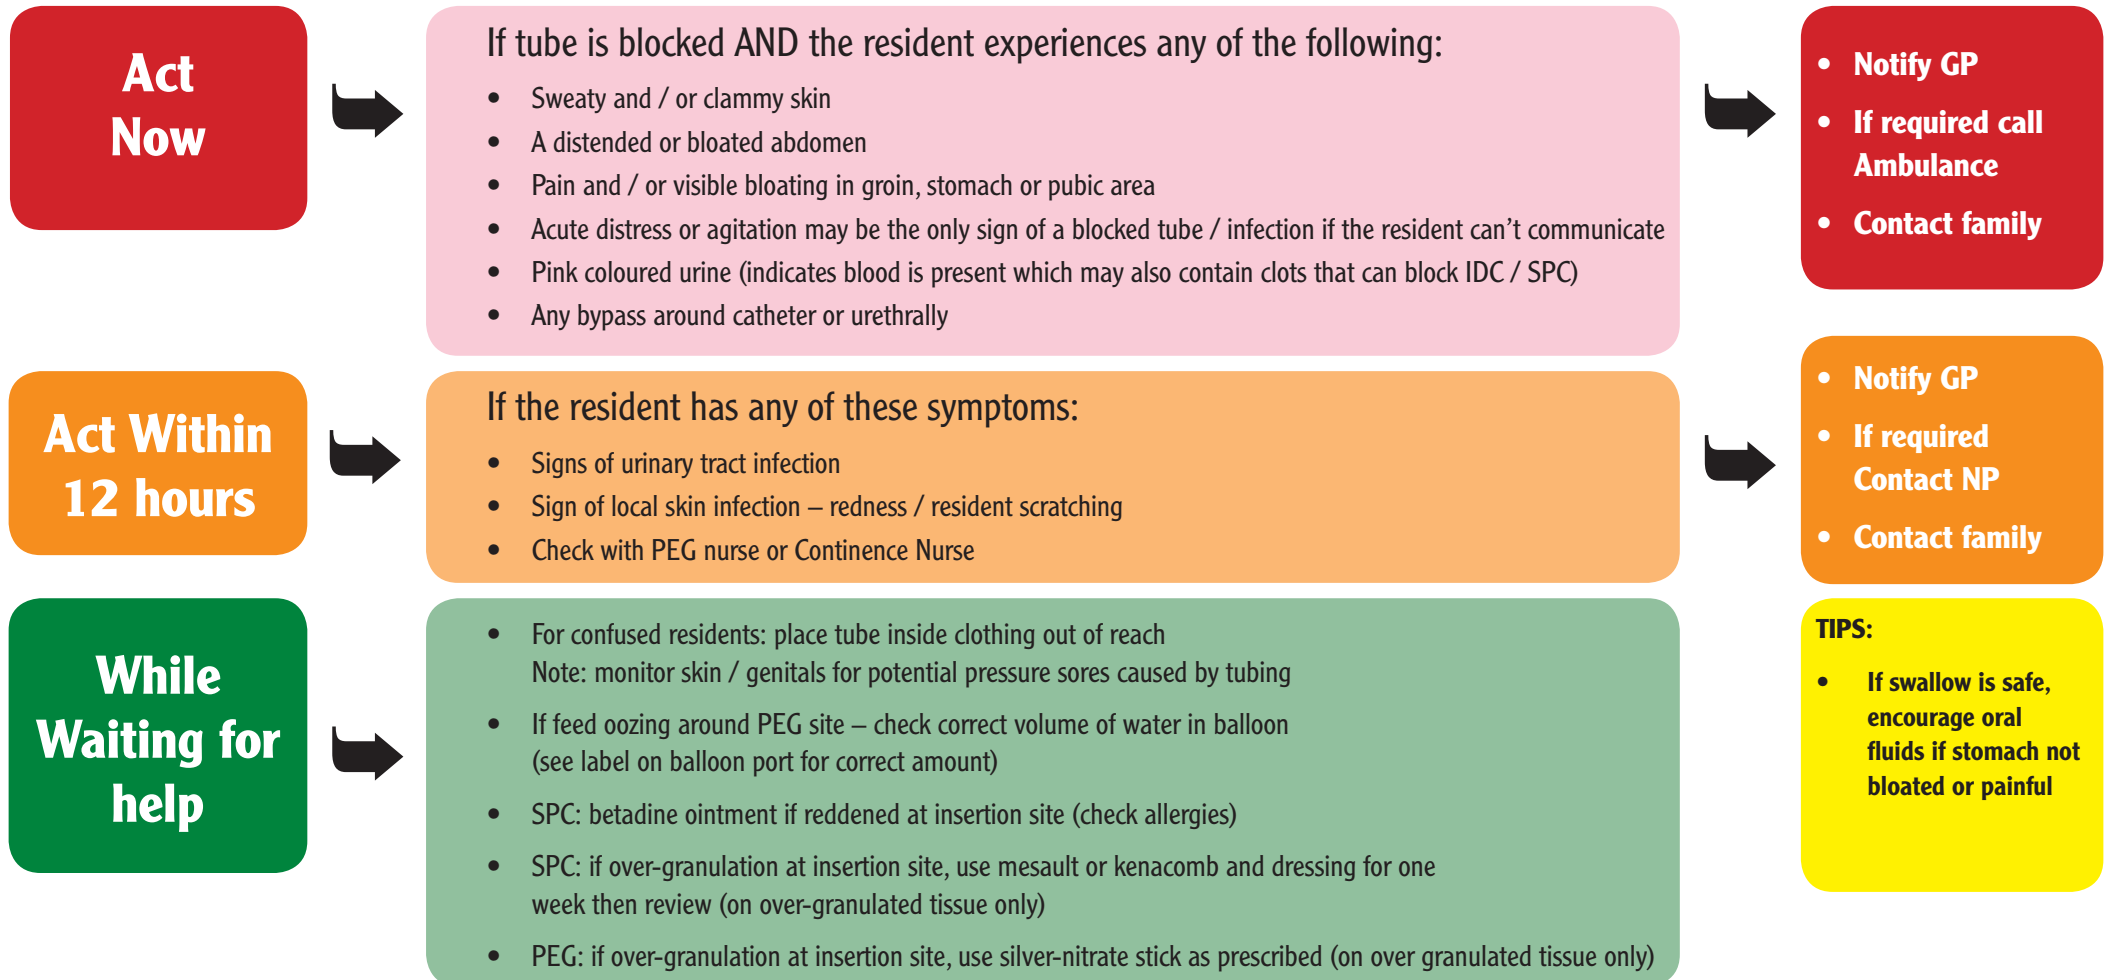 Act
Now
If tube is blocked AND the resident experiences any of the following:
• Sweaty and / or clammy skin
• A distended or bloated abdomen
• Pain and / or visible bloating in groin, stomach or pubic area
• Acute distress or agitation may be the only sign of a blocked tube / infection if the resident can't communicate
• Pink coloured urine (indicates blood is present which may also contain clots that can block IDC / SPC)
• Any bypass around catheter or urethrally
• Notify GP
• If required call
Ambulance
• Contact family
Act Within
12 hours
If the resident has any of these symptoms:
• Signs of urinary tract infection
• Sign of local skin infection – redness / resident scratching
• Check with PEG nurse or Continence Nurse
• Notify GP
• If required
Contact NP
• Contact family
While
Waiting for
help
• For confused residents: place tube inside clothing out of reach
Note: monitor skin / genitals for potential pressure sores caused by tubing
• If feed oozing around PEG site – check correct volume of water in balloon
(see label on balloon port for correct amount)
• SPC: betadine ointment if reddened at insertion site (check allergies)
• SPC: if over-granulation at insertion site, use mesault or kenacomb and dressing for one
week then review (on over-granulated tissue only)
• PEG: if over-granulation at insertion site, use silver-nitrate stick as prescribed (on over granulated tissue only)
TIPS:
• If swallow is safe,
encourage oral
fluids if stomach not
bloated or painful